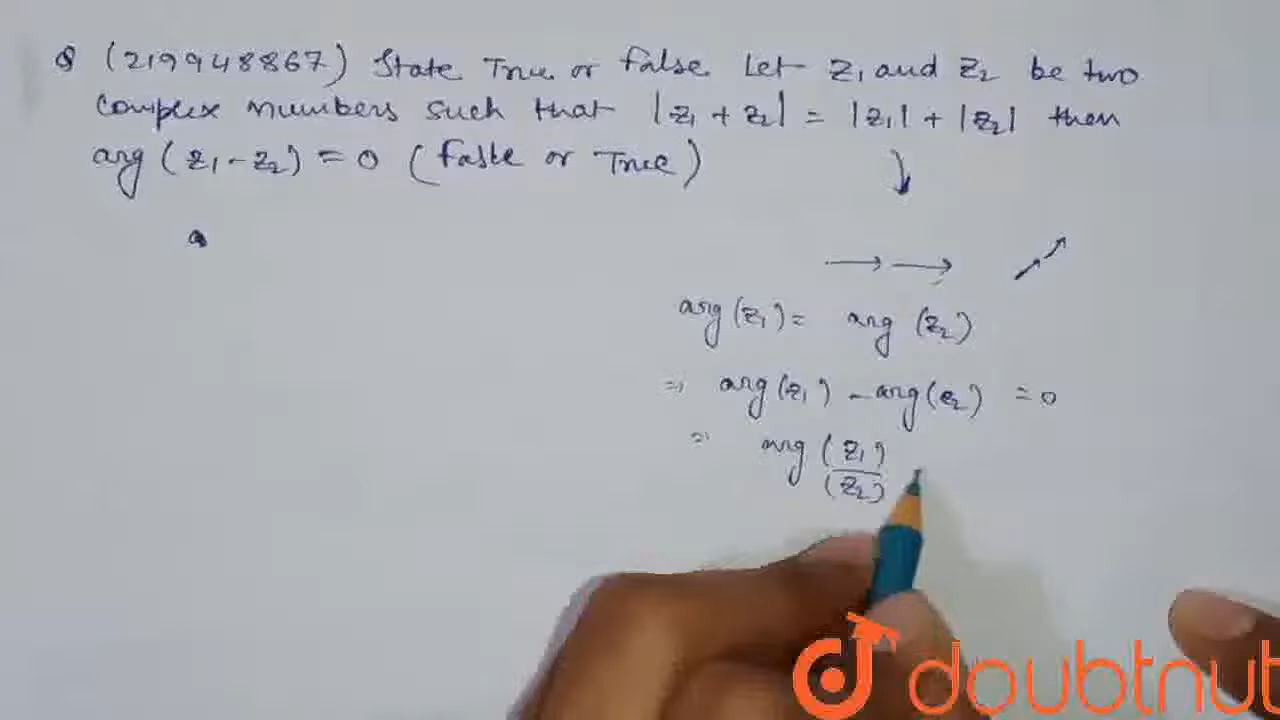 Q (219948867) State True or false Let z₁ and z₂ be two
complex numbers such that |z₁ + z₂| = |z₁| + |z₂| then
arg (z₁ - z₂) = 0 (false or True)
arg (z₁) = arg (z₂)
⇒ arg (z₁) - arg (z₂) = 0
⇒ arg (z₁)/(z₂)
doubtnut